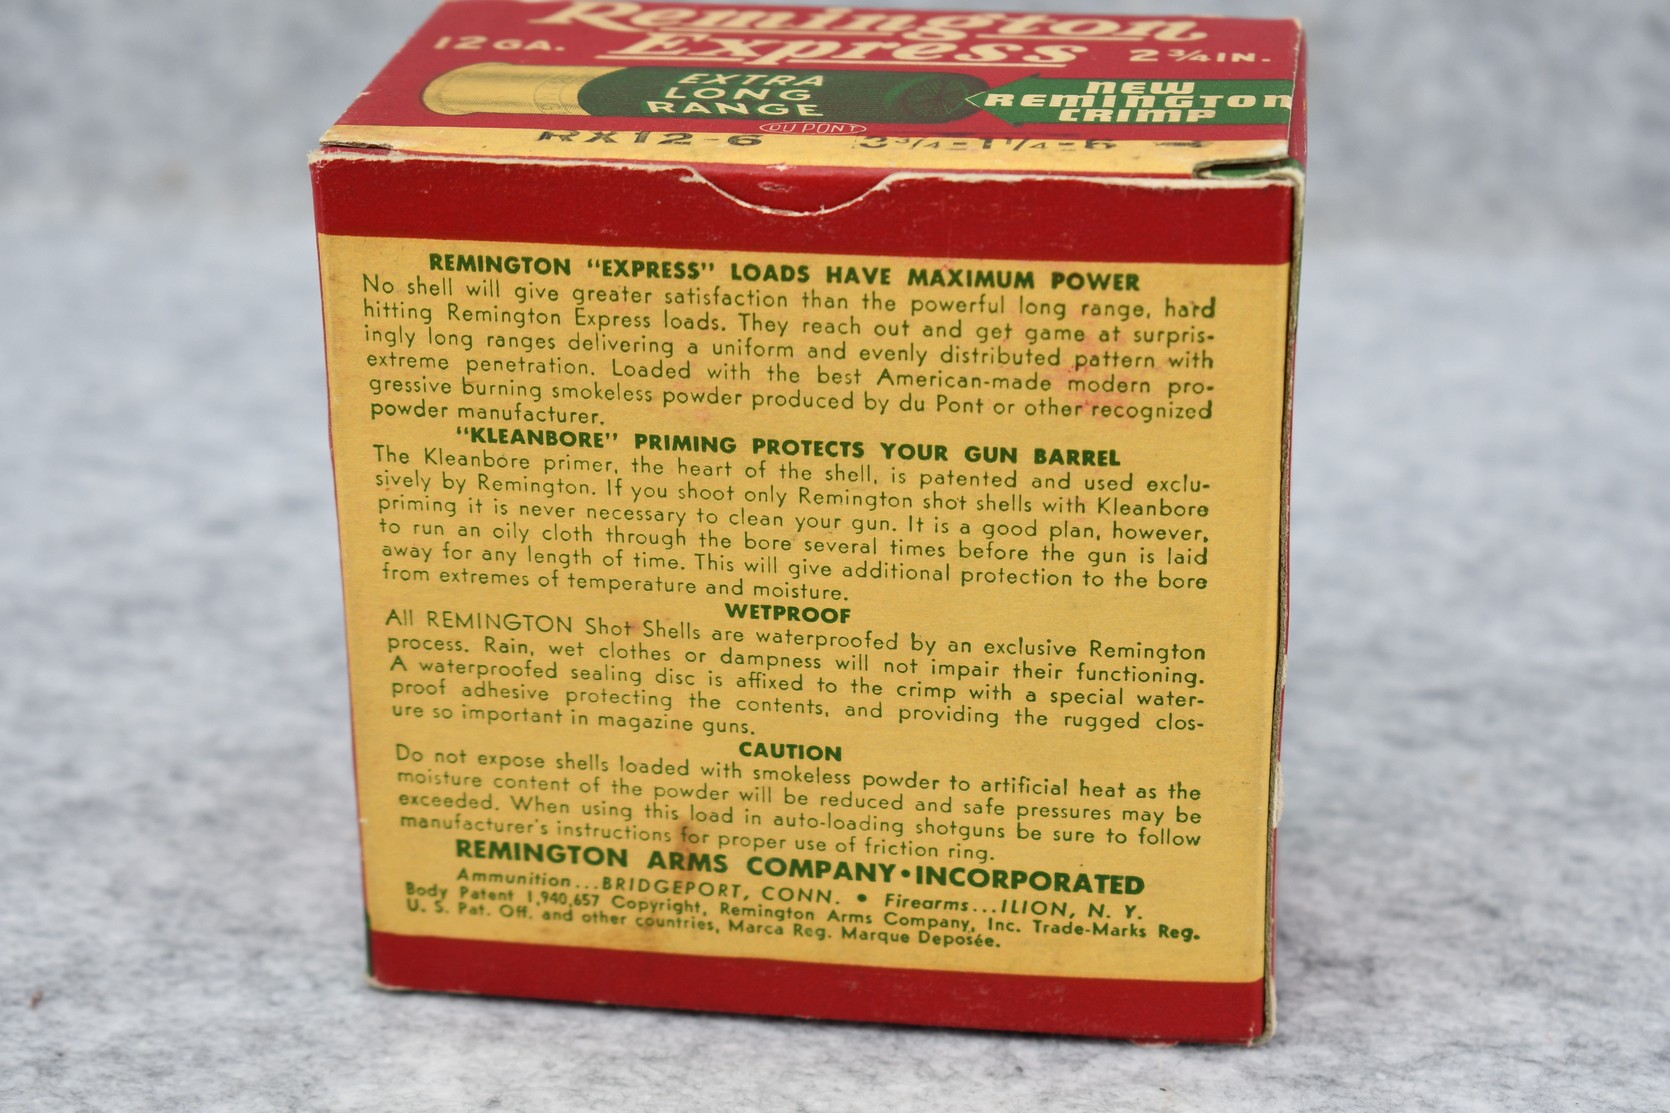 Remington
Express
12 GA.
2 3/4 IN.
EXTRA
LONG
RANGE
NEW
REMINGTON
CRIMP
DU PONT
RX12-6 3 3/4-1 1/4-6
REMINGTON "EXPRESS" LOADS HAVE MAXIMUM POWER
No shell will give greater satisfaction than the powerful long range, hard
hitting Remington Express loads. They reach out and get game at surpris-
ingly long ranges delivering a uniform and evenly distributed pattern with
extreme penetration. Loaded with the best American-made modern pro-
gressive burning smokeless powder produced by du Pont or other recognized
powder manufacturer.
"KLEANBORE" PRIMING PROTECTS YOUR GUN BARREL
The Kleanbore primer, the heart of the shell, is patented and used exclu-
sively by Remington. If you shoot only Remington shot shells with Kleanbore
priming it is never necessary to clean your gun. It is a good plan, however,
to run an oily cloth through the bore several times before the gun is laid
away for any length of time. This will give additional protection to the bore
from extremes of temperature and moisture.
WETPROOF
All REMINGTON Shot Shells are waterproofed by an exclusive Remington
process. Rain, wet clothes or dampness will not impair their functioning.
A waterproofed sealing disc is affixed to the crimp with a special water-
proof adhesive protecting the contents, and providing the rugged clos-
ure so important in magazine guns.
CAUTION
Do not expose shells loaded with smokeless powder to artificial heat as the
moisture content of the powder will be reduced and safe pressures may be
exceeded. When using this load in auto-loading shotguns be sure to follow
manufacturer's instructions for proper use of friction ring.
REMINGTON ARMS COMPANY•INCORPORATED
Ammunition...BRIDGEPORT, CONN. • Firearms...ILION, N. Y.
Body Patent 1,940,657 Copyright, Remington Arms Company, Inc. Trade-Marks Reg.
U. S. Pat. Off. and other countries, Marca Reg. Marque Deposée.